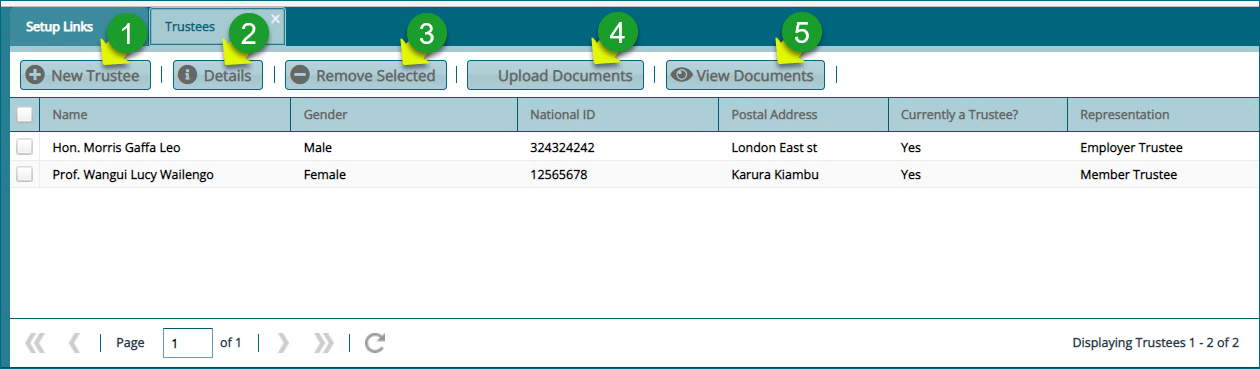 Setup Links Trustees
1 2 3 4 5
New Trustee Details Remove Selected Upload Documents View Documents
Name Gender National ID Postal Address Currently a Trustee? Representation
Hon. Morris Gaffa Leo Male 324324242 London East st Yes Employer Trustee
Prof. Wangui Lucy Wailengo Female 12565678 Karura Kiambu Yes Member Trustee
Page 1 of 1 Displaying Trustees 1 - 2 of 2